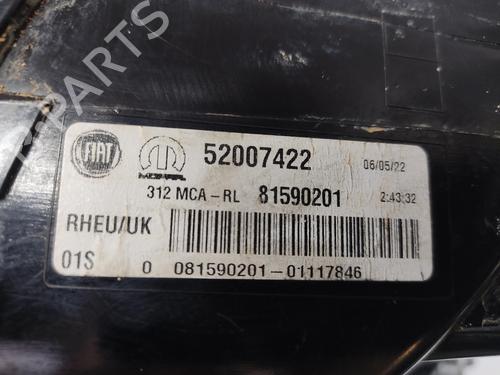 B-PARTS
FIAT
MOPAR
52007422
06/05/22
312 MCA-RL 81590201
2:43:32
RHEU/UK
01S
0 081590201-01117846